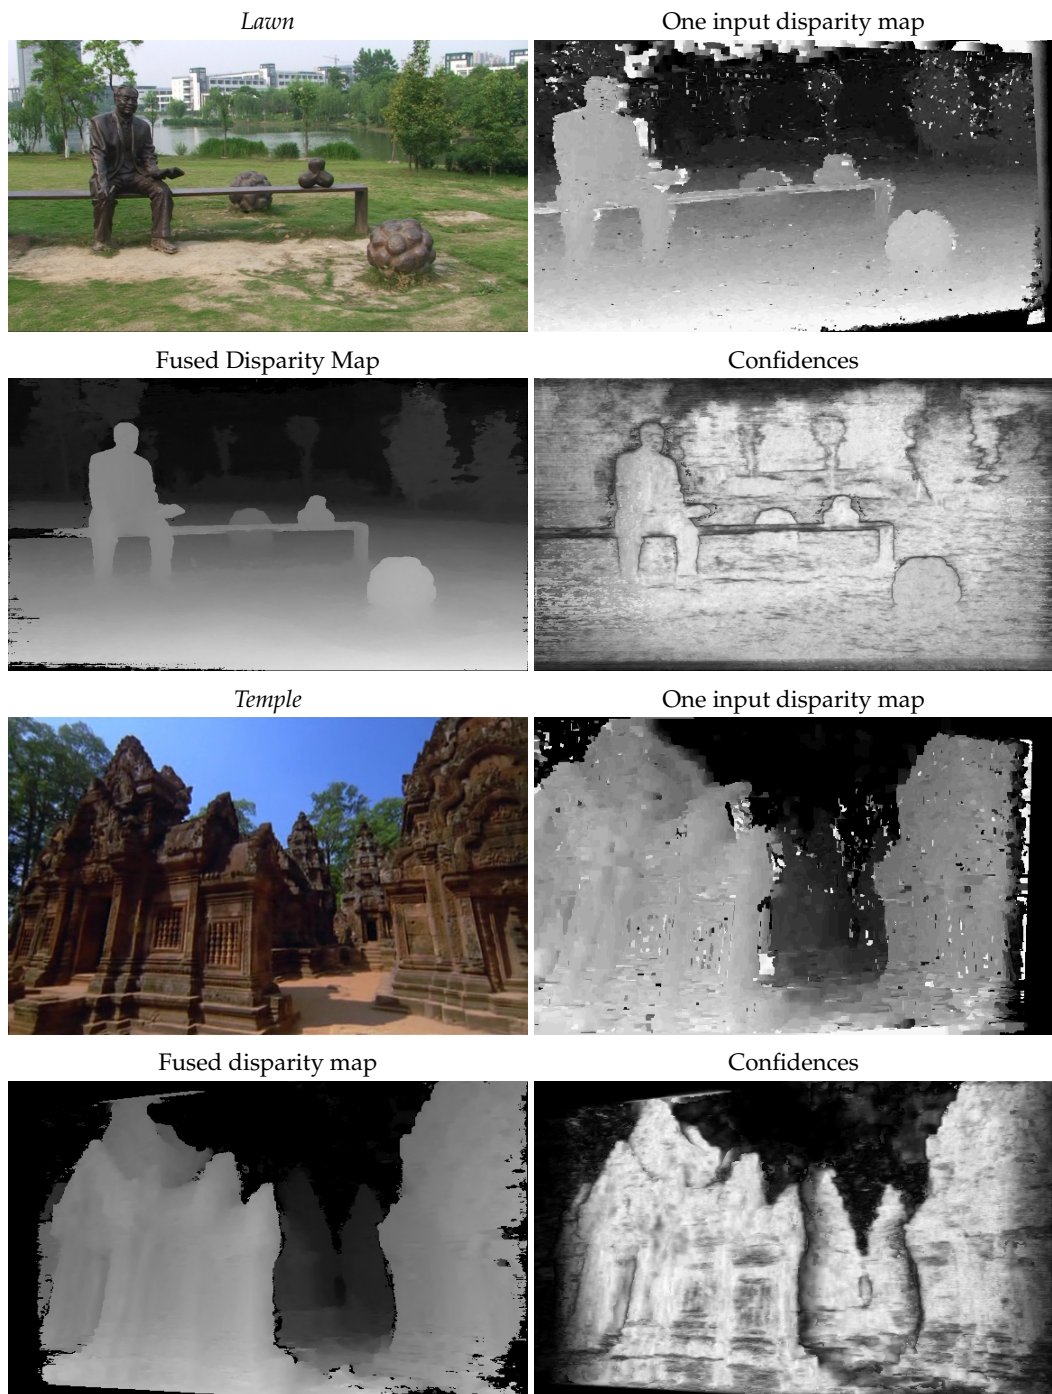 Lawn
One input disparity map
Fused Disparity Map
Confidences
Temple
One input disparity map
Fused disparity map
Confidences